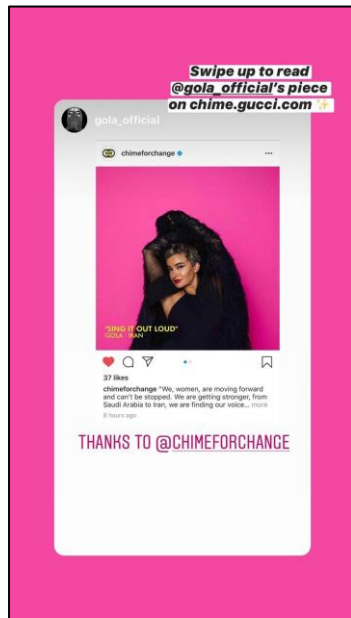 Swipe up to read
@gola_official's piece
on chime.gucci.com ✨
gola_official
chimeforchange
"SING IT OUT LOUD"
GOLA - IRAN
37 likes
chimeforchange "We, women, are moving forward
and can't be stopped. We are getting stronger, from
Saudi Arabia to Iran, we are finding our voice... more
8 hours ago
THANKS TO @CHIMEFORCHANGE